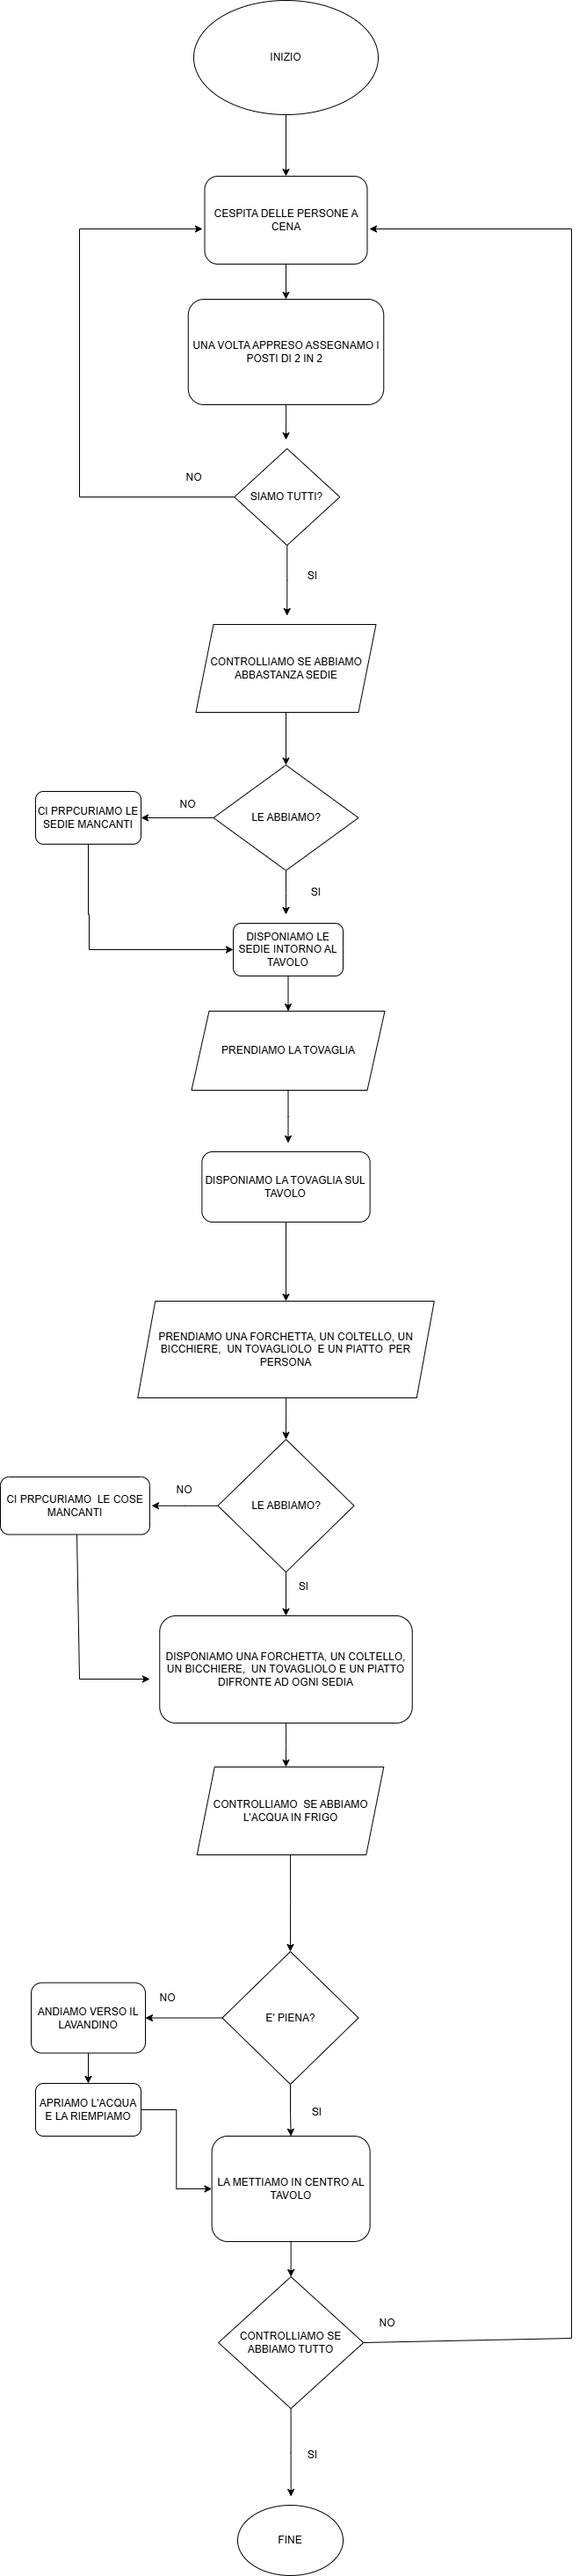 INIZIO
CESPITA DELLE PERSONE A
CENA
UNA VOLTA APPRESO ASSEGNAMO I
POSTI DI 2 IN 2
NO
SIAMO TUTTI?
SI
CONTROLLIAMO SE ABBIAMO
ABBASTANZA SEDIE
NO
CI PRPCURIAMO LE
SEDIE MANCANTI
LE ABBIAMO?
SI
DISPONIAMO LE
SEDIE INTORNO AL
TAVOLO
PRENDIAMO LA TOVAGLIA
DISPONIAMO LA TOVAGLIA SUL
TAVOLO
PRENDIAMO UNA FORCHETTA, UN COLTELLO, UN
BICCHIERE, UN TOVAGLIOLO E UN PIATTO PER
PERSONA
NO
CI PRPCURIAMO LE COSE
MANCANTI
LE ABBIAMO?
SI
DISPONIAMO UNA FORCHETTA, UN COLTELLO,
UN BICCHIERE, UN TOVAGLIOLO E UN PIATTO
DIFRONTE AD OGNI SEDIA
CONTROLLIAMO SE ABBIAMO
L'ACQUA IN FRIGO
NO
ANDIAMO VERSO IL
LAVANDINO
E' PIENA?
APRIAMO L'ACQUA
E LA RIEMPIAMO
SI
LA METTIAMO IN CENTRO AL
TAVOLO
NO
CONTROLLIAMO SE
ABBIAMO TUTTO
SI
FINE